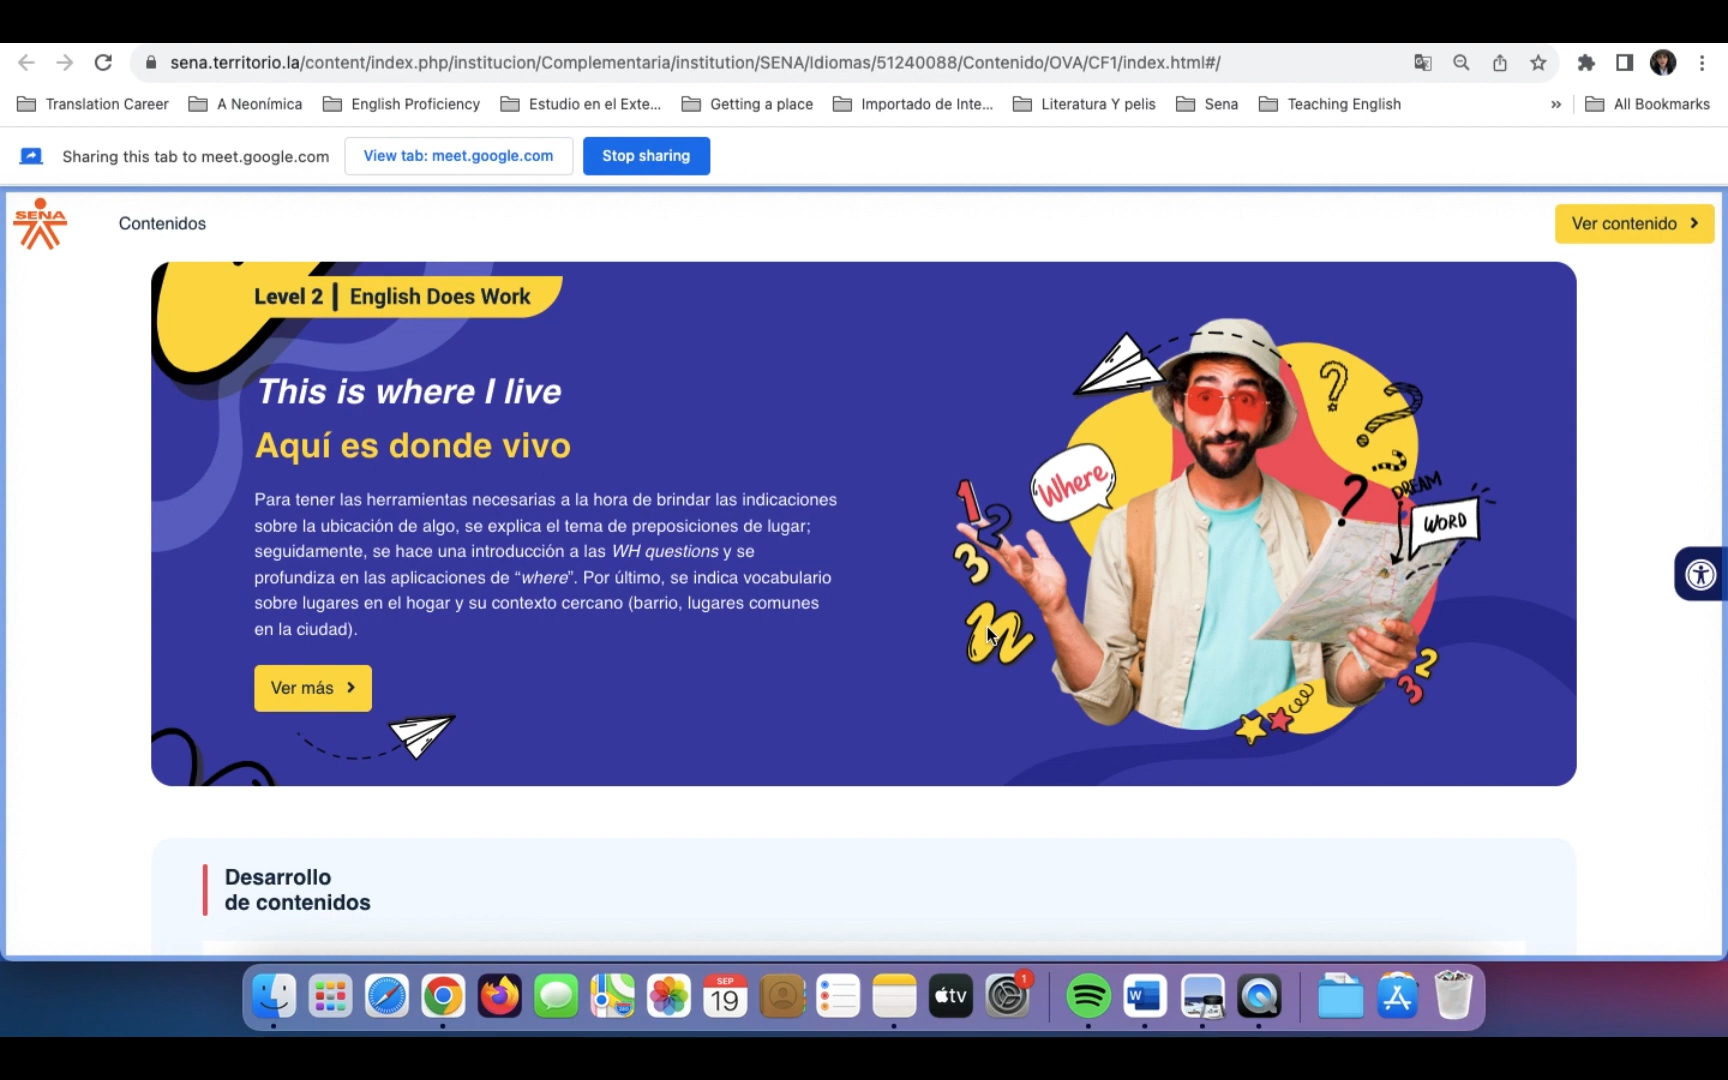 sena.territorio.la/content/index.php/institucion/Complementaria/institution/SENA/Idiomas/51240088/Contenido/OVA/CF1/index.html#/
Translation Career A Neonímica English Proficiency Estudio en el Exte... Getting a place Importado de Inte... Literatura Y pelis Sena Teaching English » All Bookmarks
Sharing this tab to meet.google.com View tab: meet.google.com Stop sharing
SENA
Contenidos
Ver contenido
Level 2 | English Does Work
This is where I live
Aquí es donde vivo
Para tener las herramientas necesarias a la hora de brindar las indicaciones
sobre la ubicación de algo, se explica el tema de preposiciones de lugar;
seguidamente, se hace una introducción a las WH questions y se
profundiza en las aplicaciones de “where”. Por último, se indica vocabulario
sobre lugares en el hogar y su contexto cercano (barrio, lugares comunes
en la ciudad).
Ver más
? ? ?
Where
DREAM
WORD
1
2
3
2
3
Desarrollo
de contenidos
SEP
19
tv
1
W